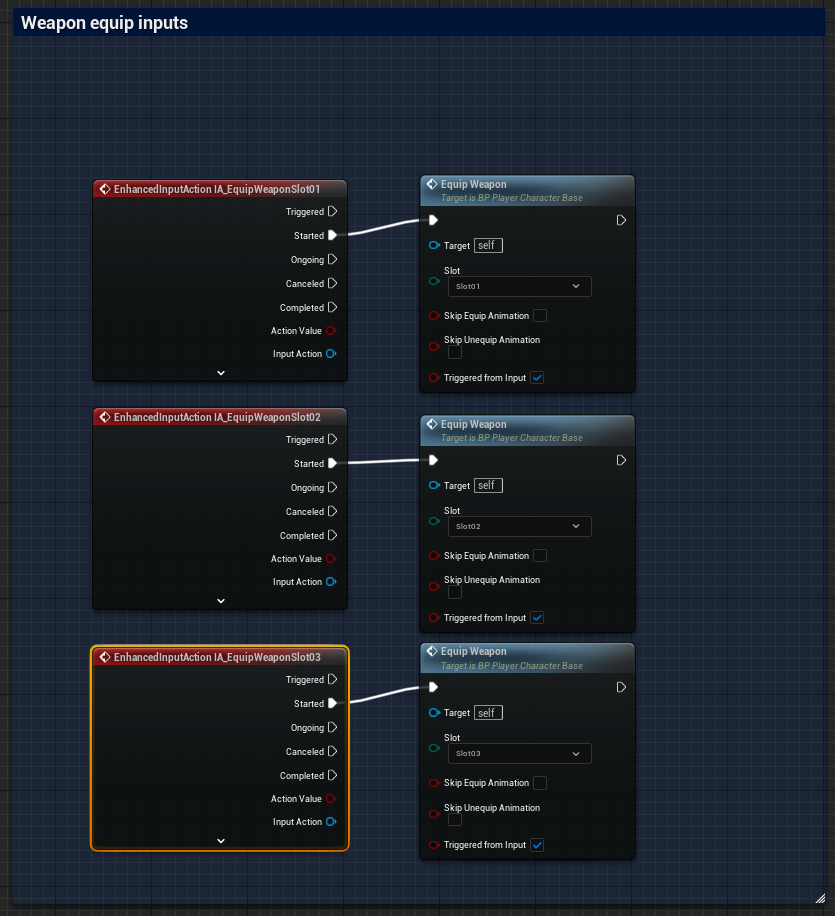 Weapon equip inputs
EnhancedInputAction IA_EquipWeaponSlot01
Triggered
Started
Ongoing
Canceled
Completed
Action Value
Input Action
Equip Weapon
Target is BP Player Character Base
Target self
Slot
Slot01
Skip Equip Animation
Skip Unequip Animation
Triggered from Input
EnhancedInputAction IA_EquipWeaponSlot02
Triggered
Started
Ongoing
Canceled
Completed
Action Value
Input Action
Equip Weapon
Target is BP Player Character Base
Target self
Slot
Slot02
Skip Equip Animation
Skip Unequip Animation
Triggered from Input
EnhancedInputAction IA_EquipWeaponSlot03
Triggered
Started
Ongoing
Canceled
Completed
Action Value
Input Action
Equip Weapon
Target is BP Player Character Base
Target self
Slot
Slot03
Skip Equip Animation
Skip Unequip Animation
Triggered from Input